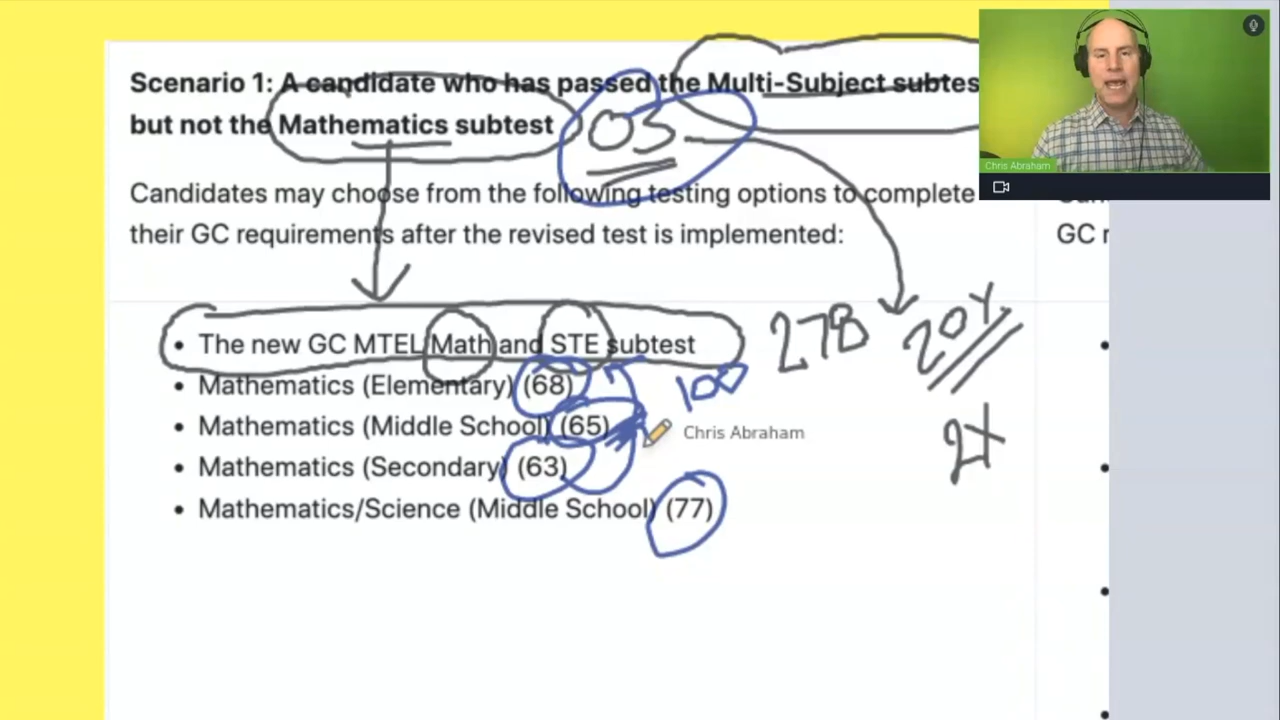 Scenario 1: A candidate who has passed the Multi-Subject subtes
but not the Mathematics subtest
03
Candidates may choose from the following testing options to complete
their GC requirements after the revised test is implemented:
The new GC MTEL Math and STE subtest
278
• Mathematics (Elementary) (68)
100
• Mathematics (Middle School) (65)
• Mathematics (Secondary) (63)
• Mathematics/Science (Middle School) (77)
Chris Abraham
Chris Abraham
GC r